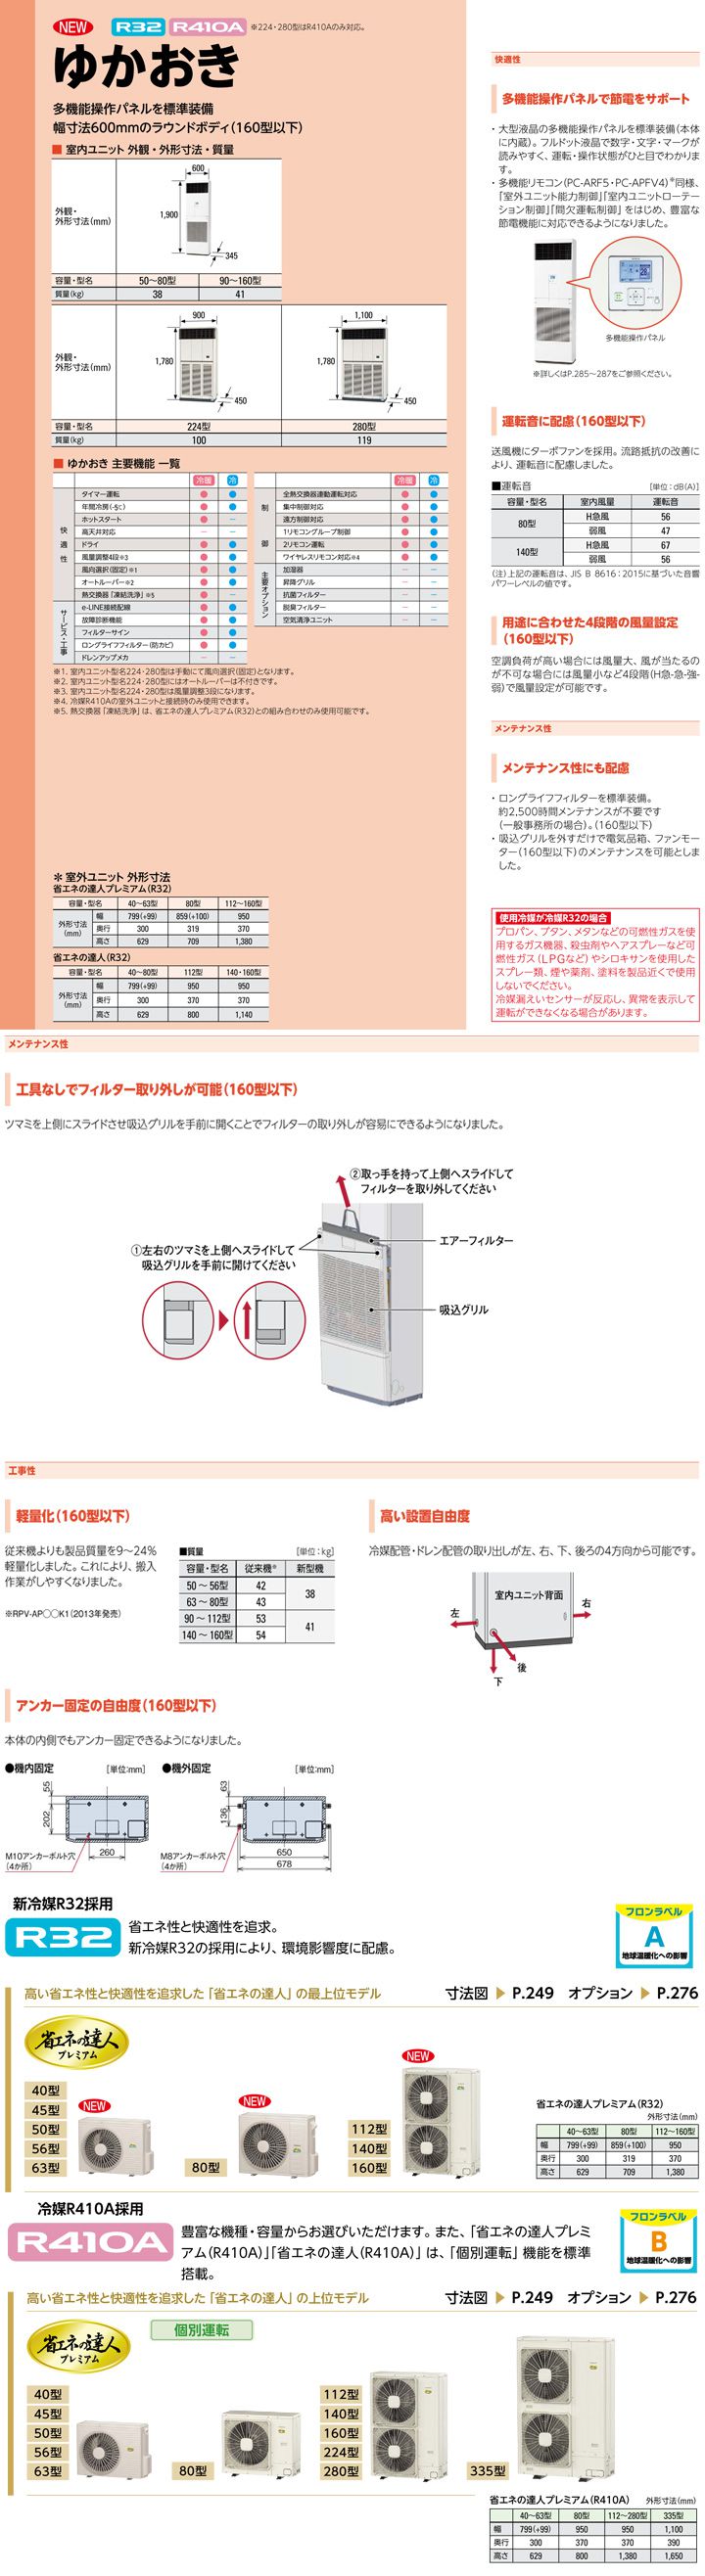 NEW R32 R410A ※224・280型はR410Aのみ対応。
ゆかおき
多機能操作パネルを標準装備
幅寸法600mmのラウンドボディ(160型以下)
■ 室内ユニット 外観・外形寸法・質量
外観・
外形寸法(mm)
600
1,900
345
容量・型名 50〜80型 90〜160型
質量(kg) 38 41
外観・
外形寸法(mm)
900 1,100
1,780 1,780
450 450
容量・型名 224型 280型
質量(kg) 100 119
■ ゆかおき 主要機能 一覧
冷暖 冷
快適性
タイマー運転 ● ●
年間冷房(-5℃) ● ●
ホットスタート ● −
高天井対応 − −
ドライ ● ●
風量調整4段※3 ● ●
風向選択(固定)※1 ● ●
オートルーバー※2 ● ●
熱交換器「凍結洗浄」※5 ● −
サービス・工事
e-LINE接続配線 ● ●
故障診断機能 ● ●
フィルターサイン ● ●
ロングライフフィルター(防カビ) ● ●
ドレンアップメカ − −
冷暖 冷
制御
全熱交換器連動運転対応 ● ●
集中制御対応 ● ●
遠方制御対応 ● ●
1リモコングループ制御 ● ●
2リモコン運転 ● ●
ワイヤレスリモコン対応※4 ● ●
主要オプション
加湿器 − −
昇降グリル − −
抗菌フィルター − −
脱臭フィルター − −
空気清浄ユニット − −
※1. 室内ユニット型名224・280型は手動にて風向選択(固定)となります。
※2. 室内ユニット型名224・280型にはオートルーバーは不付きです。
※3. 室内ユニット型名224・280型は風量調整3段になります。
※4. 冷媒R410Aの室外ユニットと接続時のみ使用できます。
※5. 熱交換器「凍結洗浄」は、省エネの達人プレミアム(R32)との組み合わせのみ使用可能です。
＊室外ユニット 外形寸法
省エネの達人プレミアム(R32)
容量・型名 40〜63型 80型 112〜160型
外形寸法
(mm)
幅 799(+99) 859(+100) 950
奥行 300 319 370
高さ 629 709 1,380
省エネの達人(R32)
容量・型名 40〜80型 112型 140・160型
外形寸法
(mm)
幅 799(+99) 950 950
奥行 300 370 370
高さ 629 800 1,140
快適性
多機能操作パネルで節電をサポート
・大型液晶の多機能操作パネルを標準装備(本体
に内蔵)。フルドット液晶で数字・文字・マークが
読みやすく、運転・操作状態がひと目でわかりま
す。
・多機能リモコン(PC-ARF5・PC-APFV4)※同様、
「室外ユニット能力制御」「室内ユニットローテー
ション制御」「間欠運転制御」をはじめ、豊富な
節電機能に対応できるようになりました。
多機能操作パネル
※詳しくはP.285〜287をご参照ください。
運転音に配慮(160型以下)
送風機にターボファンを採用。流路抵抗の改善に
より、運転音に配慮しました。
■運転音 [単位：dB(A)]
容量・型名 室内風量 運転音
80型 H急風 56
弱風 47
140型 H急風 67
弱風 56
(注)上記の運転音は、JIS B 8616：2015に基づいた音響
パワーレベルの値です。
用途に合わせた4段階の風量設定
(160型以下)
空調負荷が高い場合には風量大、風が当たるの
が不可な場合には風量小など4段階(H急-急-強-
弱)で風量設定が可能です。
メンテナンス性
メンテナンス性にも配慮
・ロングライフフィルターを標準装備。
約2,500時間メンテナンスが不要です
(一般事務所の場合)。(160型以下)
・吸込グリルを外すだけで電気品箱、ファンモー
ター(160型以下)のメンテナンスを可能としま
した。
使用冷媒が冷媒R32の場合
プロパン、ブタン、メタンなどの可燃性ガスを使
用するガス機器、殺虫剤やヘアスプレーなど可
燃性ガス(LPGなど)やシロキサンを使用した
スプレー類、煙や薬剤、塗料を製品近くで使用
しないでください。
冷媒漏えいセンサーが反応し、異常を表示して
運転ができなくなる場合があります。
メンテナンス性
工具なしでフィルター取り外しが可能(160型以下)
ツマミを上側にスライドさせ吸込グリルを手前に開くことでフィルターの取り外しが容易にできるようになりました。
②取っ手を持って上側へスライドして
フィルターを取り外してください
エアーフィルター
①左右のツマミを上側へスライドして
吸込グリルを手前に開けてください
吸込グリル
工事性
軽量化(160型以下)
従来機よりも製品質量を9〜24%
軽量化しました。これにより、搬入
作業がしやすくなりました。
※RPV-AP○○K1(2013年発売)
■質量 [単位：kg]
容量・型名 従来機※ 新型機
50 〜 56型 42 38
63 〜 80型 43
90 〜 112型 53 41
140 〜 160型 54
高い設置自由度
冷媒配管・ドレン配管の取り出しが左、右、下、後ろの4方向から可能です。
室内ユニット背面
左 右
後
下
アンカー固定の自由度(160型以下)
本体の内側でもアンカー固定できるようになりました。
●機内固定 [単位:mm] ●機外固定 [単位:mm]
55
202
M10アンカーボルト穴
(4か所)
260
63
136
M8アンカーボルト穴
(4か所)
650
678
新冷媒R32採用
R32
省エネ性と快適性を追求。
新冷媒R32の採用により、環境影響度に配慮。
フロンラベル
A
地球温暖化への影響
高い省エネ性と快適性を追求した「省エネの達人」の最上位モデル 寸法図 ▶ P.249 オプション ▶ P.276
省エネの達人
プレミアム
40型
45型
50型
56型
63型
NEW
80型
NEW
112型
140型
160型
NEW
省エネの達人プレミアム(R32)
外形寸法(mm)
40〜63型 80型 112〜160型
幅 799(+99) 859(+100) 950
奥行 300 319 370
高さ 629 709 1,380
冷媒R410A採用
R410A
豊富な機種・容量からお選びいただけます。また、「省エネの達人プレミ
アム(R410A)」「省エネの達人(R410A)」は、「個別運転」機能を標準
搭載。
フロンラベル
B
地球温暖化への影響
高い省エネ性と快適性を追求した「省エネの達人」の上位モデル 寸法図 ▶ P.249 オプション ▶ P.276
省エネの達人
プレミアム
個別運転
40型
45型
50型
56型
63型
80型
112型
140型
160型
224型
280型
335型
省エネの達人プレミアム(R410A) 外形寸法(mm)
40〜63型 80型 112〜280型 335型
幅 799(+99) 950 950 1,100
奥行 300 370 370 390
高さ 629 800 1,380 1,650